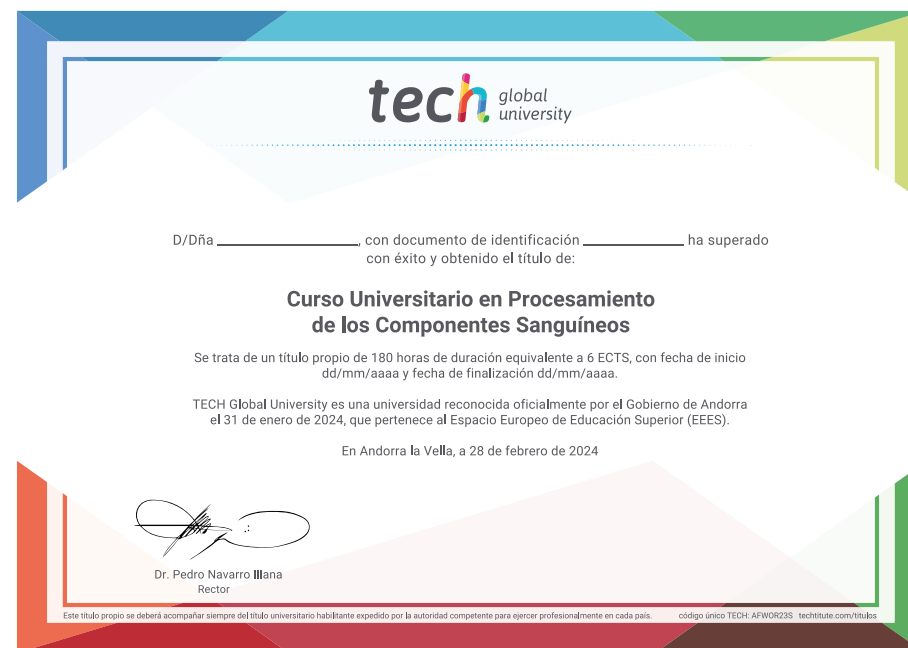 tech global
university
D/Dña ______________, con documento de identificación __________ ha superado
con éxito y obtenido el título de:
Curso Universitario en Procesamiento
de los Componentes Sanguíneos
Se trata de un título propio de 180 horas de duración equivalente a 6 ECTS, con fecha de inicio
dd/mm/aaaa y fecha de finalización dd/mm/aaaa.
TECH Global University es una universidad reconocida oficialmente por el Gobierno de Andorra
el 31 de enero de 2024, que pertenece al Espacio Europeo de Educación Superior (EEES).
En Andorra la Vella, a 28 de febrero de 2024
Dr. Pedro Navarro Illana
Rector
Este título propio se deberá acompañar siempre del título universitario habilitante expedido por la autoridad competente para ejercer profesionalmente en cada país. código único TECH: AFWOR23S techtitute.com/titulos